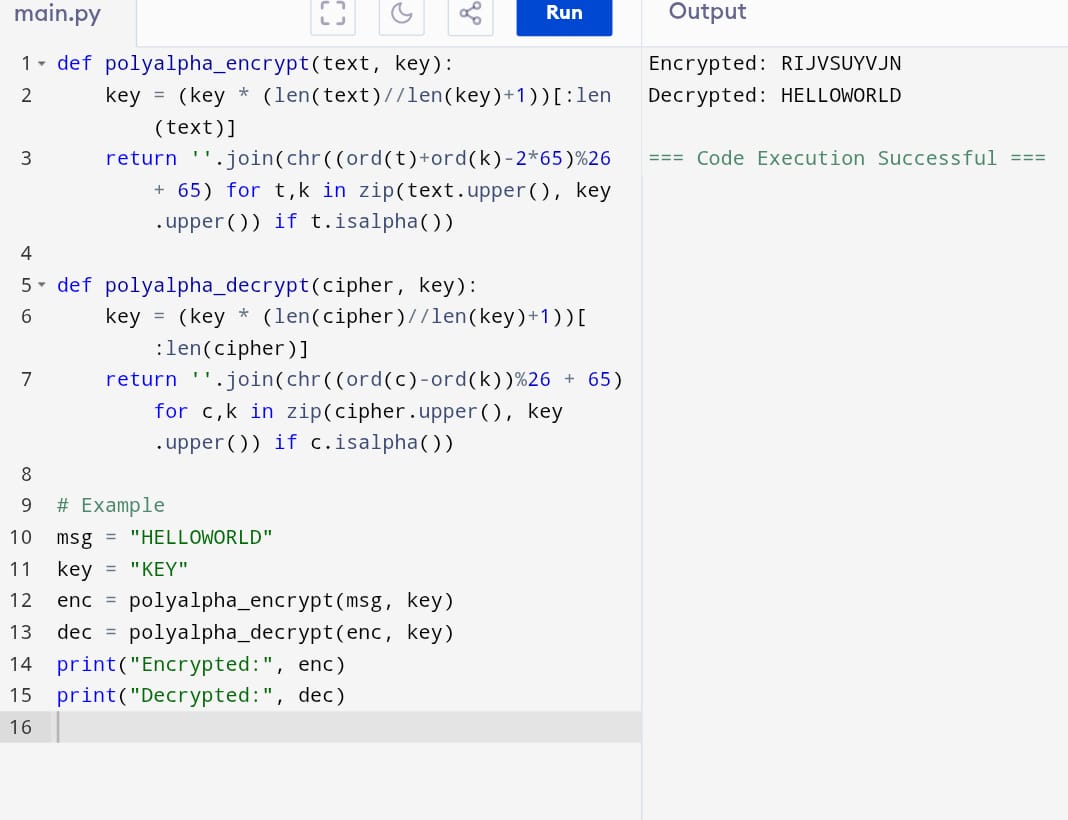 main.py
Run
Output
1 def polyalpha_encrypt(text, key):
2     key = (key * (len(text)//len(key)+1))[:len
        (text)]
3     return ''.join(chr((ord(t)+ord(k)-2*65)%26
        + 65) for t,k in zip(text.upper(), key
        .upper()) if t.isalpha())
4
5 def polyalpha_decrypt(cipher, key):
6     key = (key * (len(cipher)//len(key)+1))[
        :len(cipher)]
7     return ''.join(chr((ord(c)-ord(k))%26 + 65)
        for c,k in zip(cipher.upper(), key
        .upper()) if c.isalpha())
8
9 # Example
10 msg = "HELLOWORLD"
11 key = "KEY"
12 enc = polyalpha_encrypt(msg, key)
13 dec = polyalpha_decrypt(enc, key)
14 print("Encrypted:", enc)
15 print("Decrypted:", dec)
16
Encrypted: RIJVSUYVJN
Decrypted: HELLOWORLD
=== Code Execution Successful ===